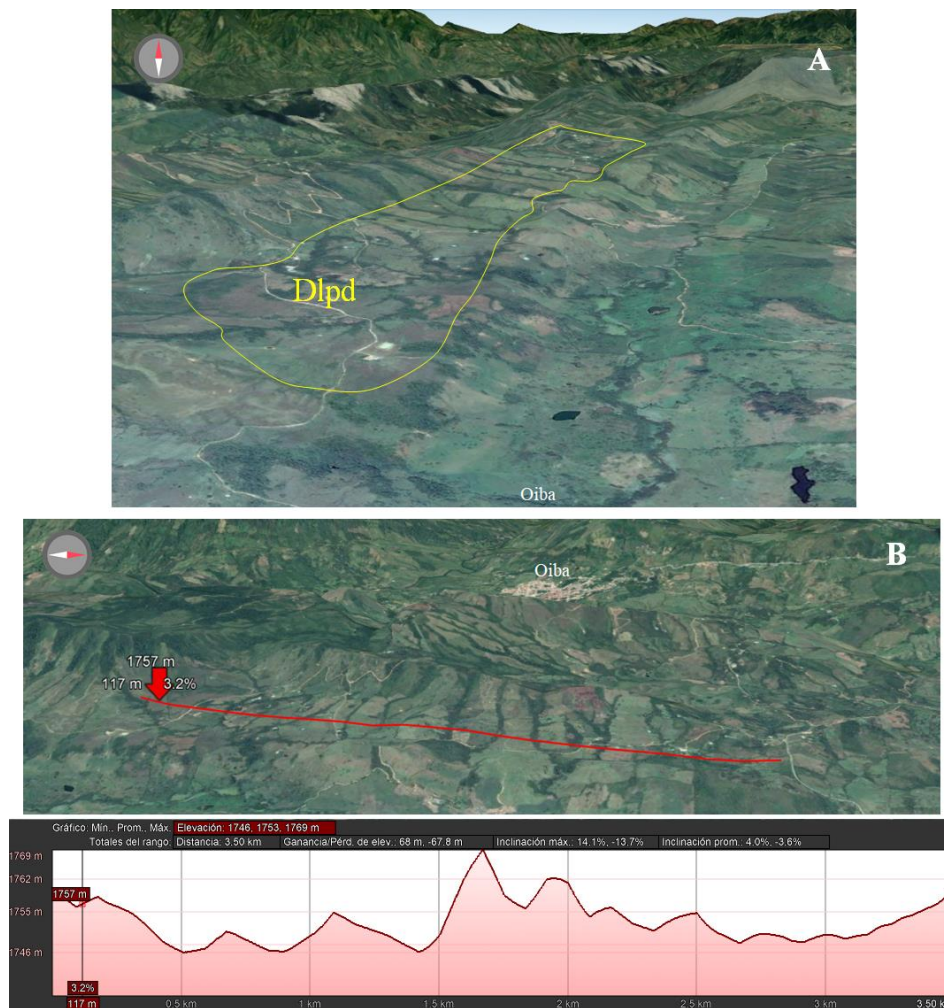 A
Dlpd
Oiba
B
Oiba
1757 m
117 m 3.2%
Gráfico: Mín., Prom., Máx. Elevación: 1746, 1753, 1769 m
Totales del rango: Distancia: 3.50 km Ganancia/Pérd. de elev.: 68 m, -67.8 m Inclinación máx.: 14.1%, -13.7% Inclinación prom.: 4.0%, -3.6%
1769 m
1762 m
1757 m
1755 m
1746 m
3.2%
117 m 0.5 km 1 km 1.5 km 2 km 2.5 km 3 km 3.50 km